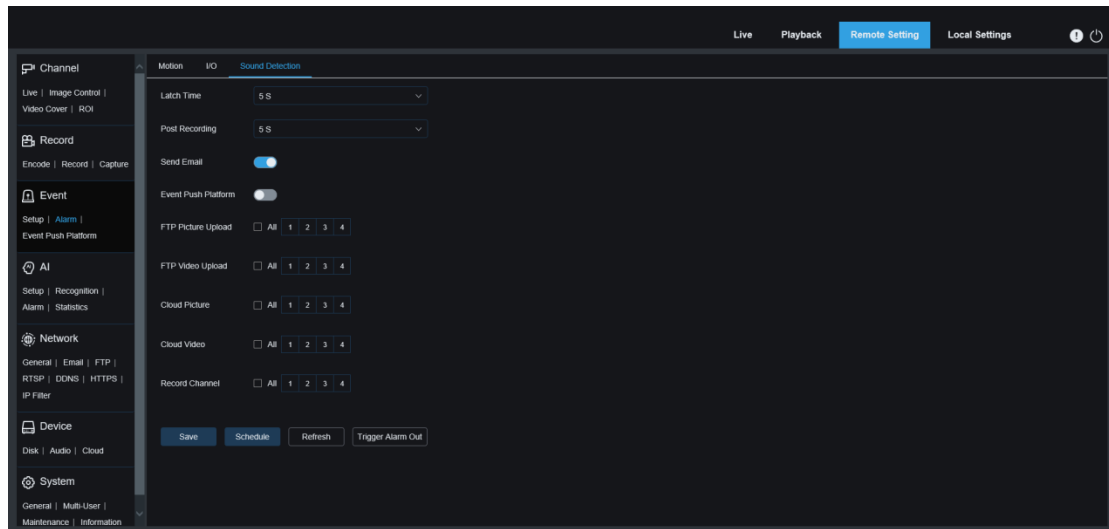 Live Playback Remote Setting Local Settings
Channel
Live | Image Control |
Video Cover | ROI
Record
Encode | Record | Capture
Event
Setup | Alarm |
Event Push Platform
AI
Setup | Recognition |
Alarm | Statistics
Network
General | Email | FTP |
RTSP | DDNS | HTTPS |
IP Filter
Device
Disk | Audio | Cloud
System
General | Multi-User |
Maintenance | Information
Motion I/O Sound Detection
Latch Time 5 S
Post Recording 5 S
Send Email
Event Push Platform
FTP Picture Upload All 1 2 3 4
FTP Video Upload All 1 2 3 4
Cloud Picture All 1 2 3 4
Cloud Video All 1 2 3 4
Record Channel All 1 2 3 4
Save Schedule Refresh Trigger Alarm Out